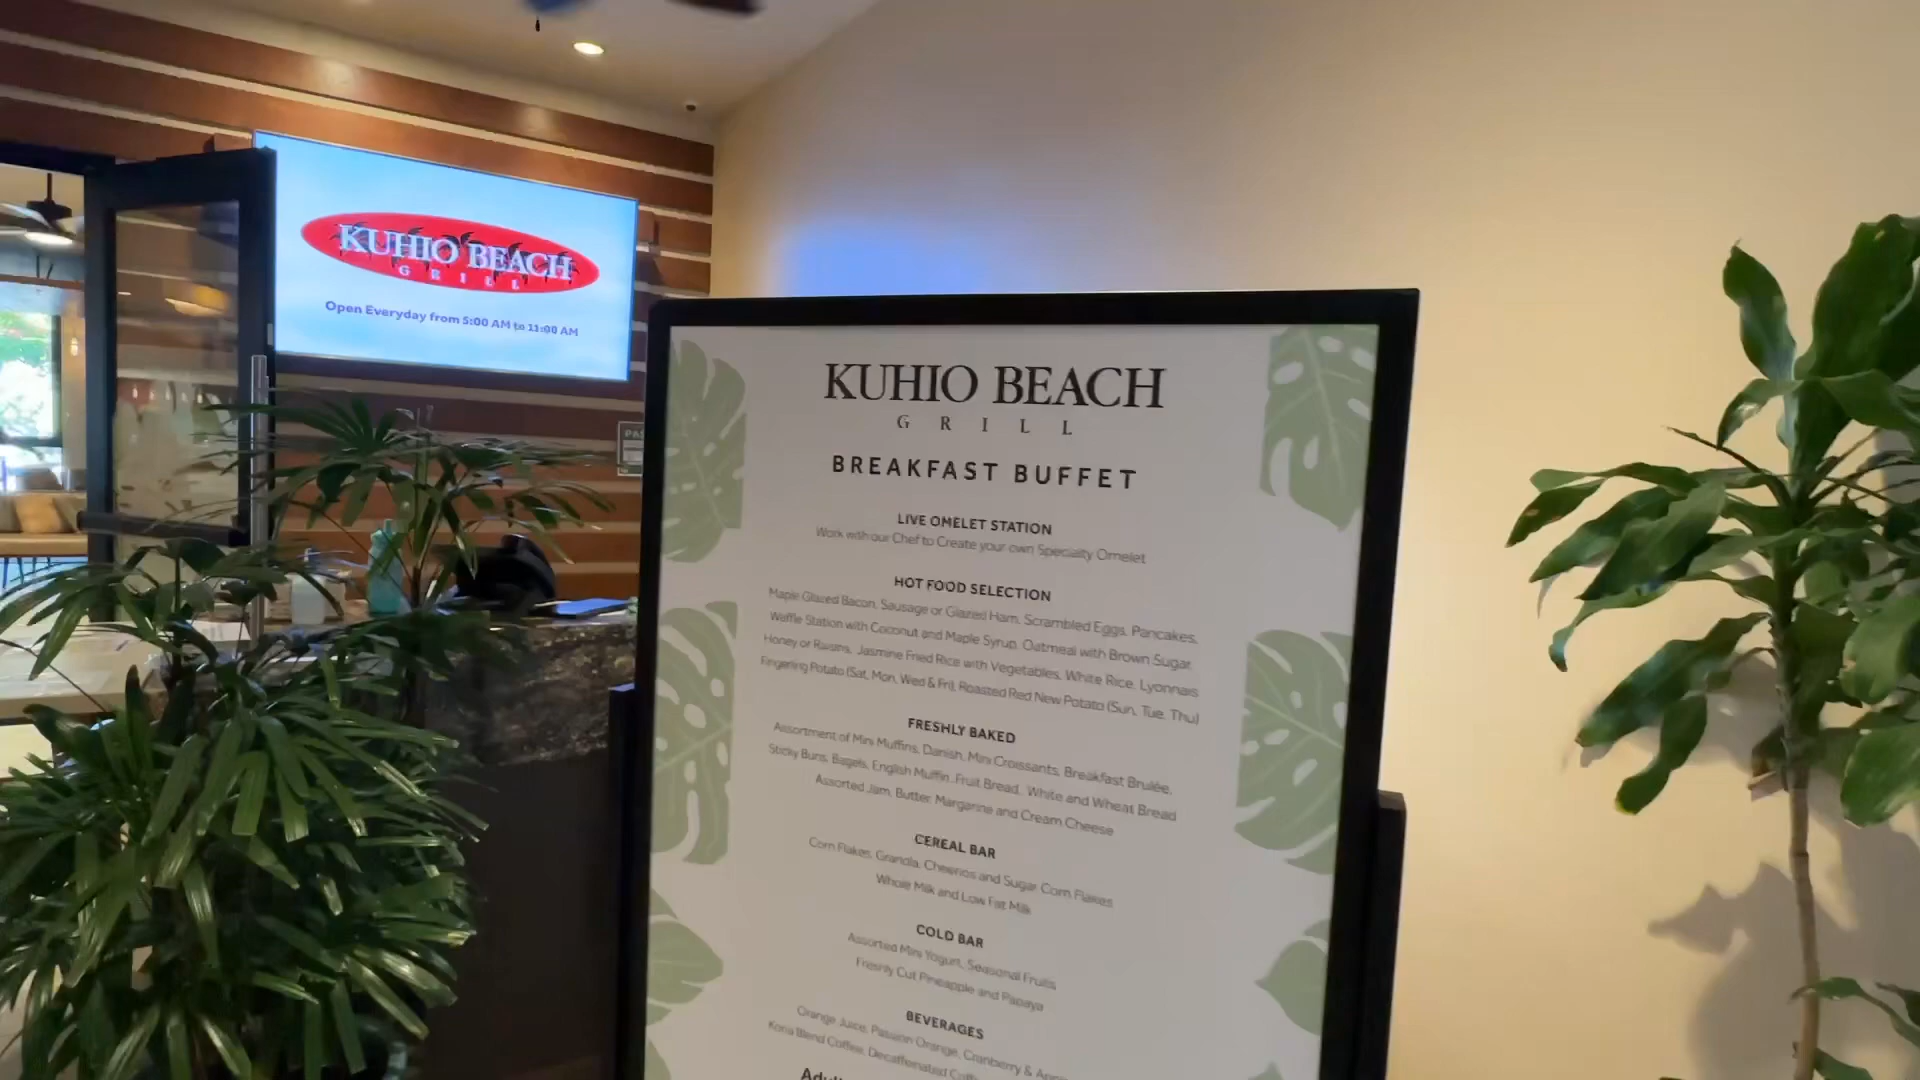 KUHIO BEACH
GRILL
Open Everyday from 5:00 AM to 11:00 AM
KUHIO BEACH
GRILL
BREAKFAST BUFFET
LIVE OMELET STATION
Work with our Chef to Create your own Specialty Omelet
HOT FOOD SELECTION
Maple Glazed Bacon, Sausage or Glazed Ham, Scrambled Eggs, Pancakes,
Waffle Station with Coconut and Maple Syrup, Oatmeal with Brown Sugar,
Honey or Raisins, Jasmine Fried Rice with Vegetables, White Rice, Lyonnais
Fingerling Potato (Sat, Mon, Wed & Fri), Roasted Red New Potato (Sun, Tue, Thu)
FRESHLY BAKED
Assortment of Mini Muffins, Danish, Mini Croissants, Breakfast Brulée,
Sticky Buns, Bagels, English Muffin, Fruit Bread, White and Wheat Bread
Assorted Jam, Butter, Margarine and Cream Cheese
CEREAL BAR
Corn Flakes, Granola, Cheerios and Sugar Corn Flakes
Whole Milk and Low Fat Milk
COLD BAR
Assorted Mini Yogurt, Seasonal Fruits
Freshly Cut Pineapple and Papaya
BEVERAGES
Orange Juice, Passion Orange, Cranberry &
Kona Blend Coffee, Decaffeinated